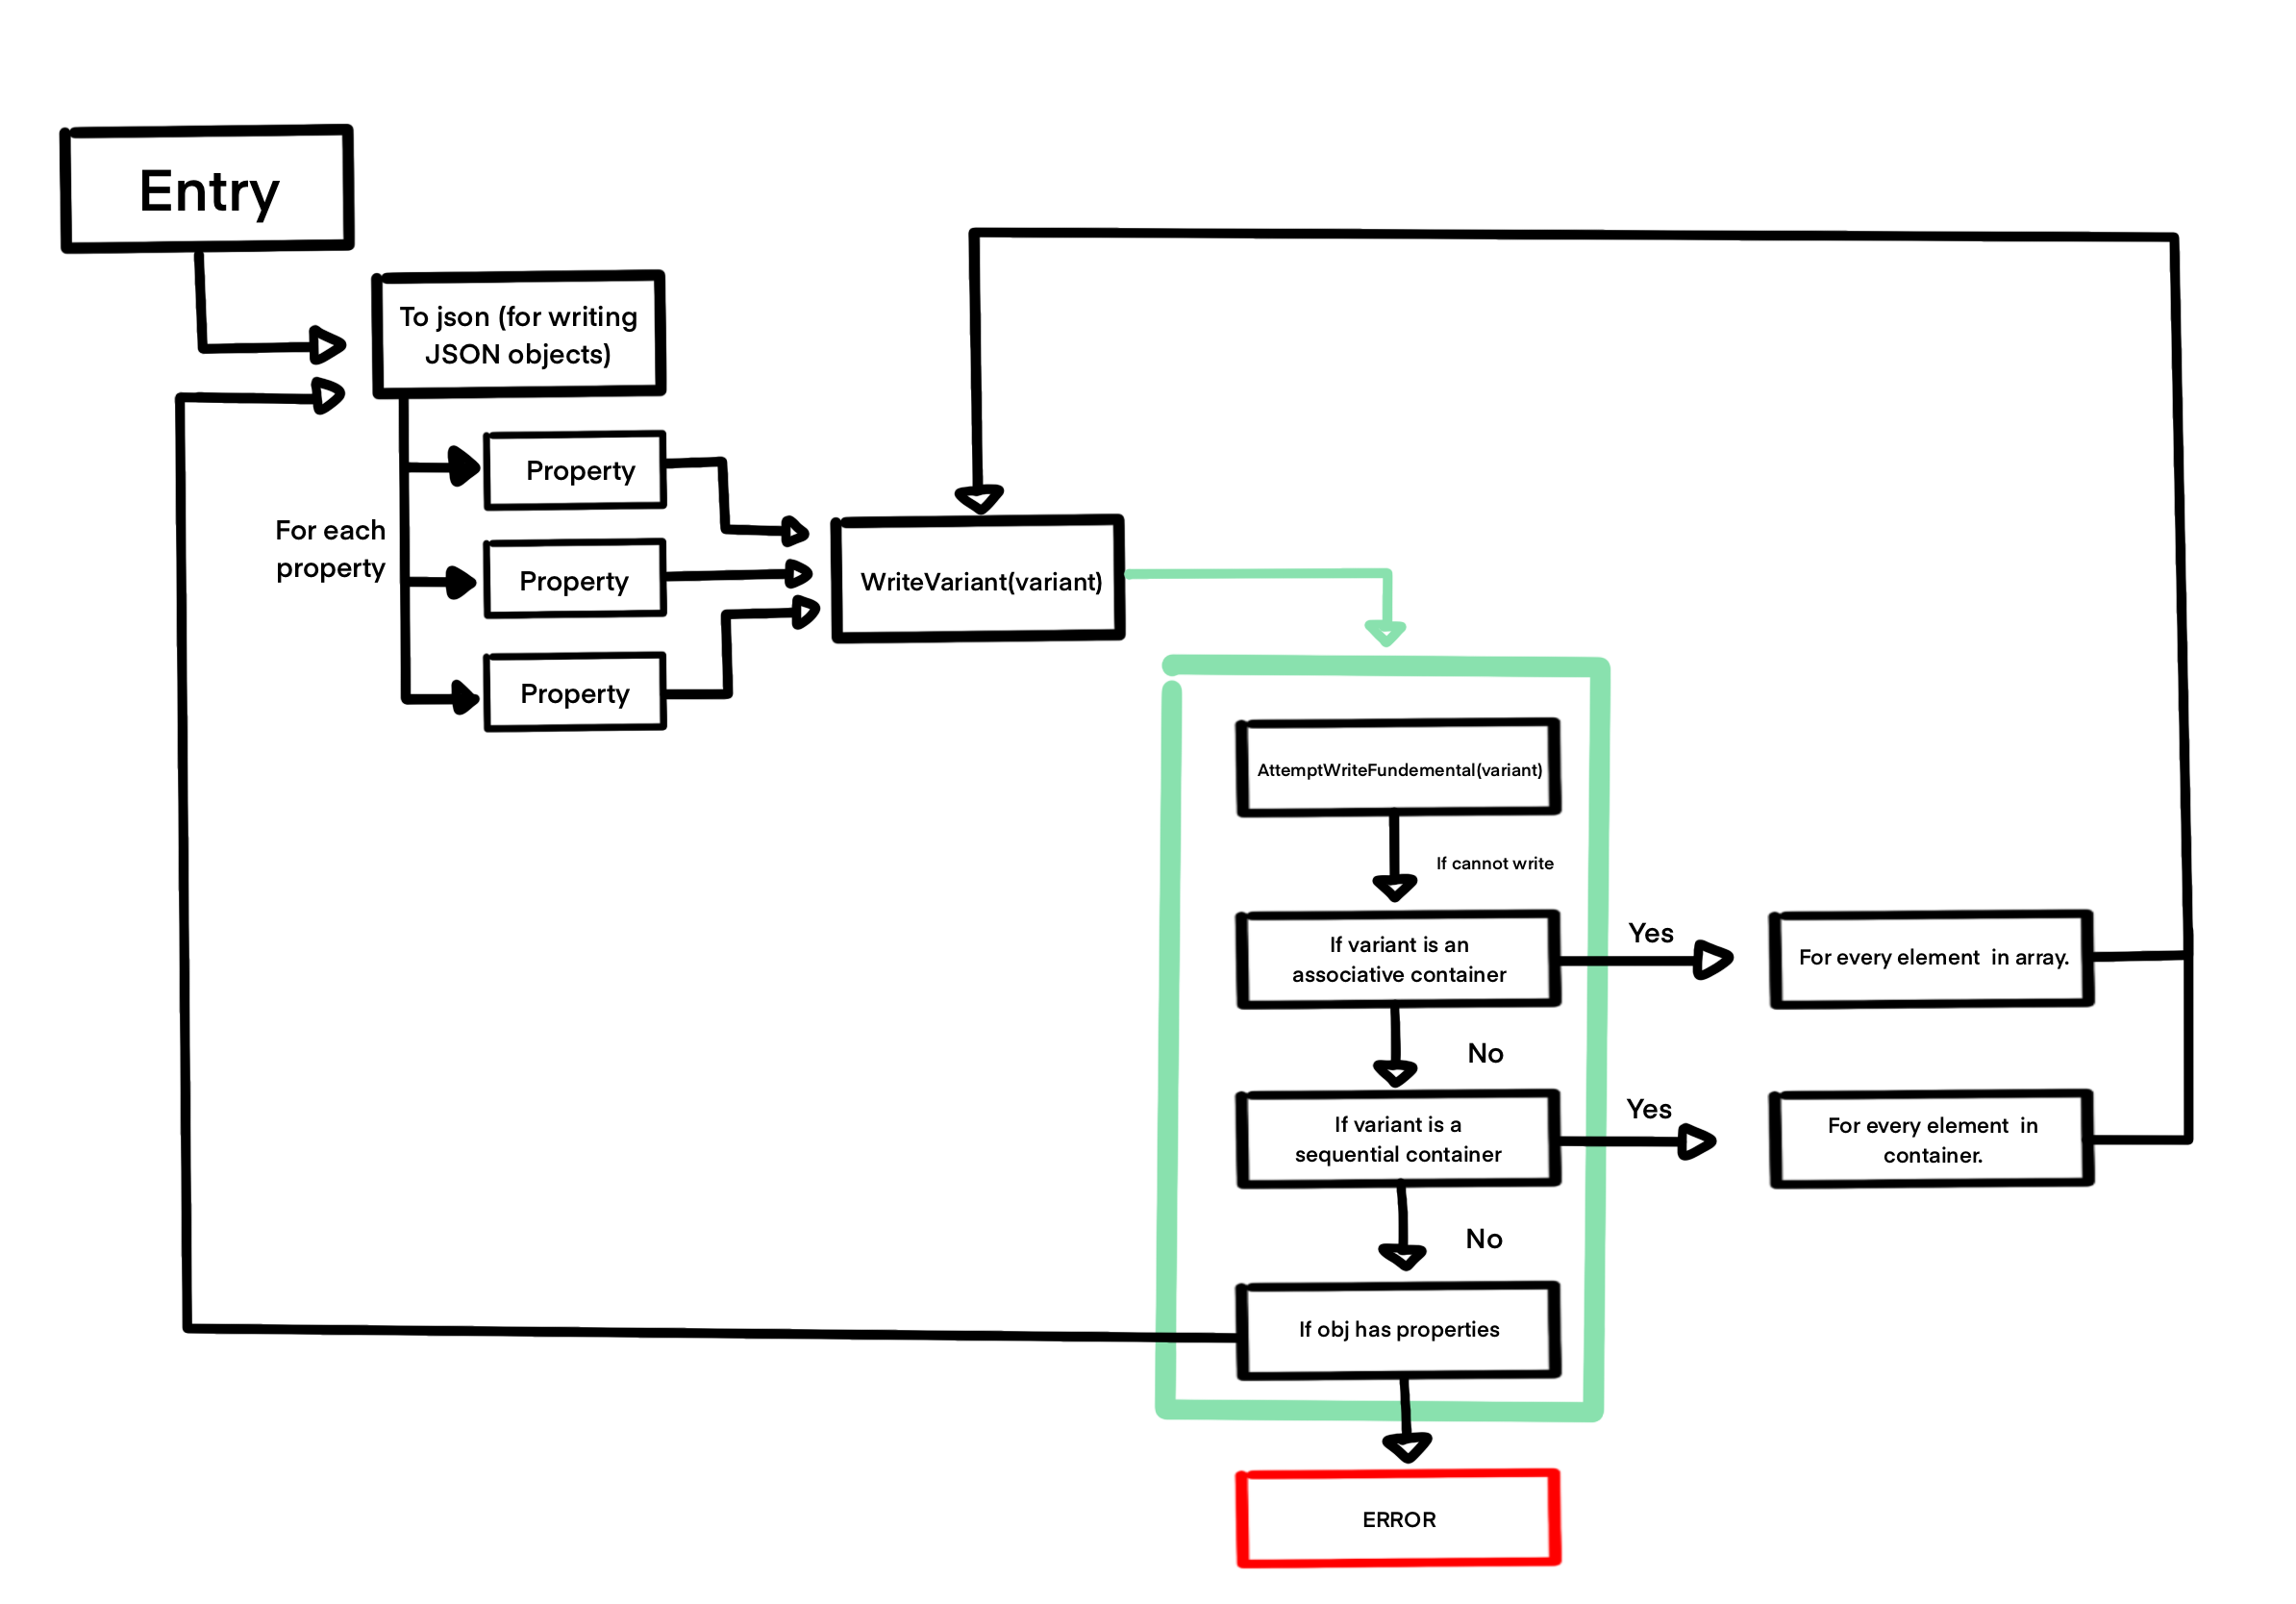 Entry
To json (for writing
JSON objects)
For each
property
Property
Property
Property
WriteVariant(variant)
AttemptWriteFundemental(variant)
If cannot write
If variant is an
associative container
Yes
For every element in array.
No
If variant is a
sequential container
Yes
For every element in
container.
No
If obj has properties
ERROR